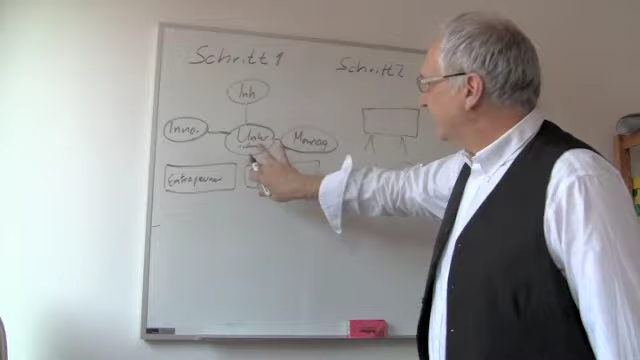 Schritt 1
Schritt 2
Inh
Inno.
Unter
Manag
Entrepreneur